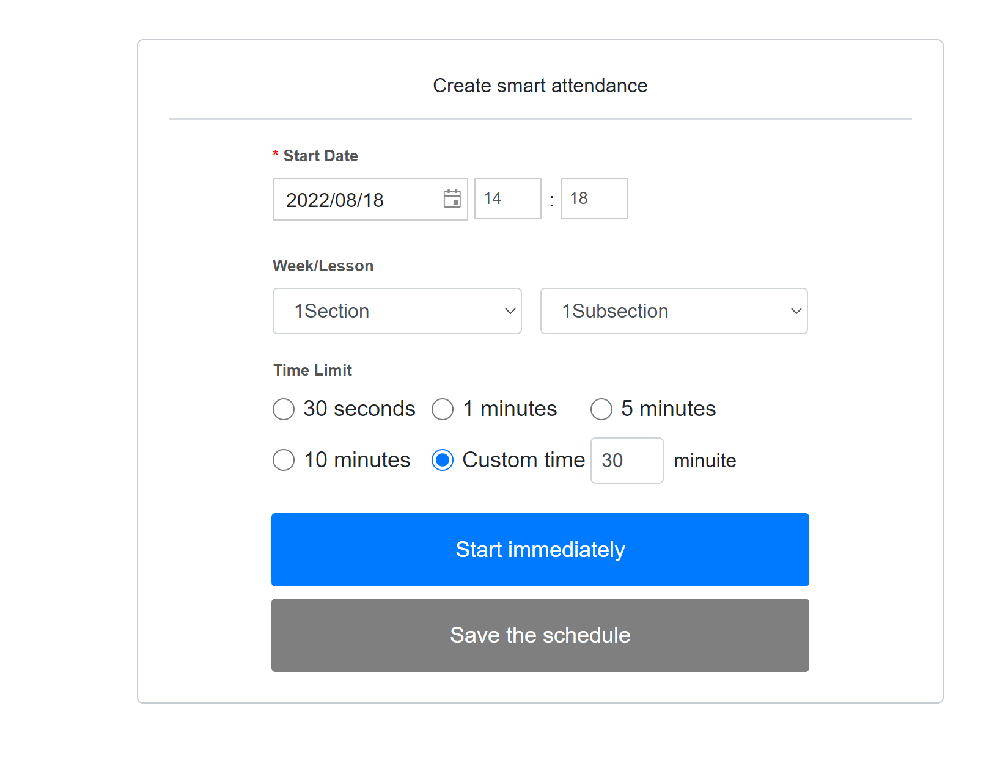 Create smart attendance
* Start Date
2022/08/18 14 : 18
Week/Lesson
1Section 1Subsection
Time Limit
30 seconds 1 minutes 5 minutes
10 minutes Custom time 30 minuite
Start immediately
Save the schedule